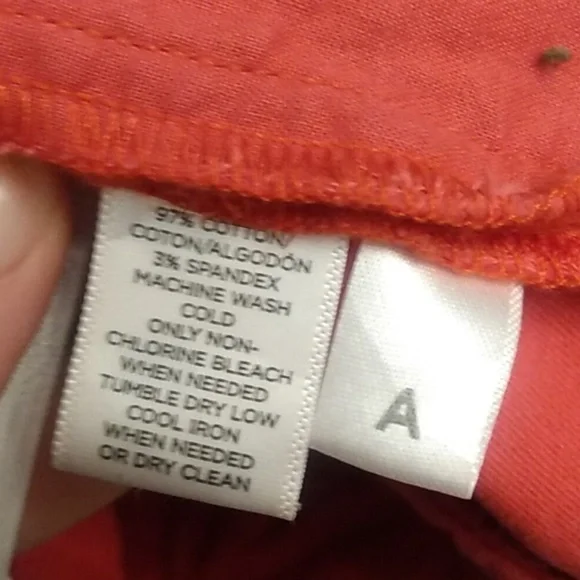 97% COTTON/
COTON/ALGODÓN
3% SPANDEX
MACHINE WASH
COLD
ONLY NON-
CHLORINE BLEACH
WHEN NEEDED
TUMBLE DRY LOW
COOL IRON
WHEN NEEDED
OR DRY CLEAN
A